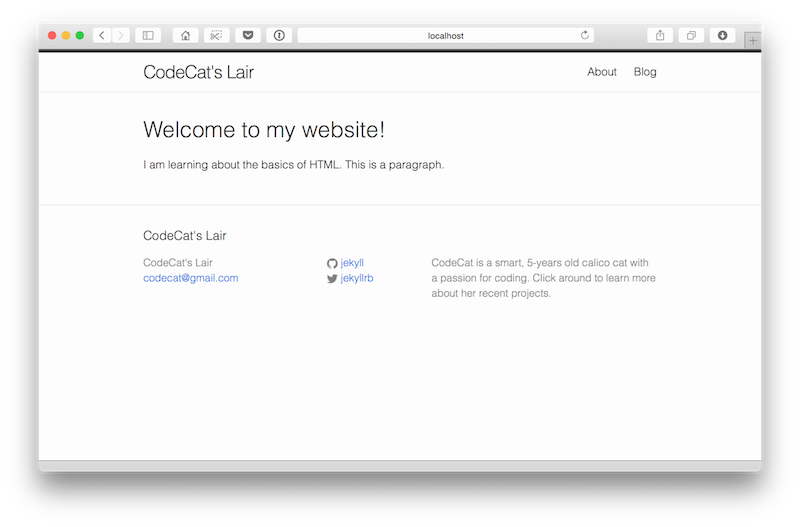 localhost
CodeCat's Lair
About Blog
Welcome to my website!
I am learning about the basics of HTML. This is a paragraph.
CodeCat's Lair
CodeCat's Lair
codecat@gmail.com
jekyll
jekyllrb
CodeCat is a smart, 5-years old calico cat with
a passion for coding. Click around to learn more
about her recent projects.